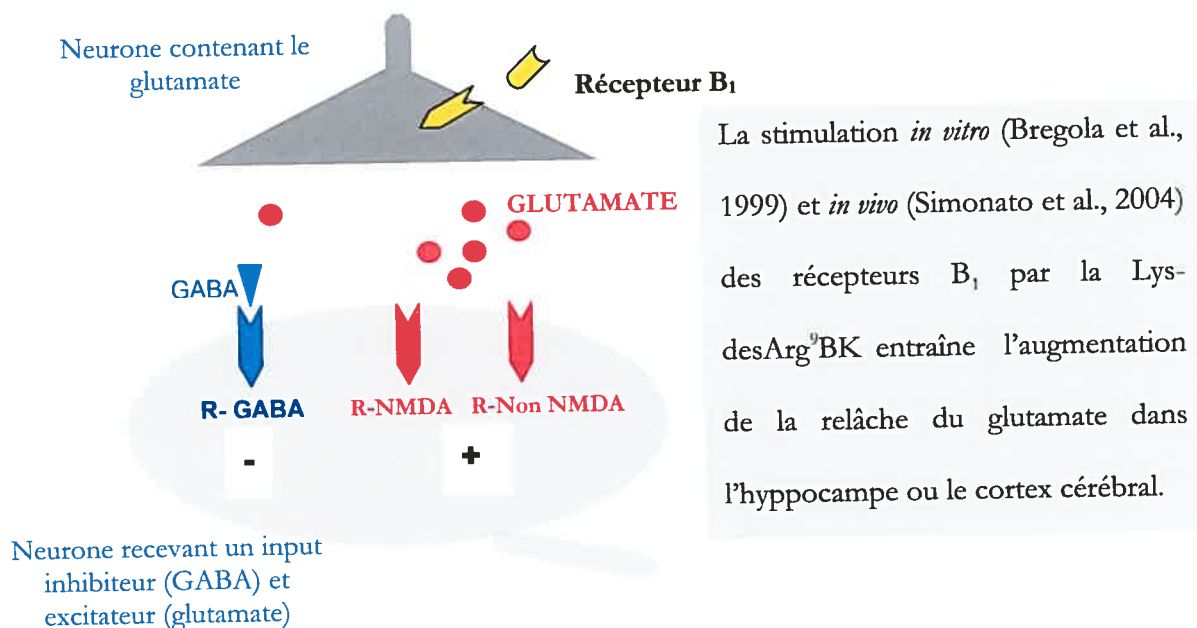 Neurone contenant le
glutamate
Récepteur B₁
GLUTAMATE
GABA
R- GABA
R-NMDA
R-Non NMDA
-
+
Neurone recevant un input
inhibiteur (GABA) et
excitateur (glutamate)
La stimulation in vitro (Bregola et al.,
1999) et in vivo (Simonato et al., 2004)
des récepteurs B₁ par la Lys-
desArg⁹BK entraîne l'augmentation
de la relâche du glutamate dans
l'hyppocampe ou le cortex cérébral.